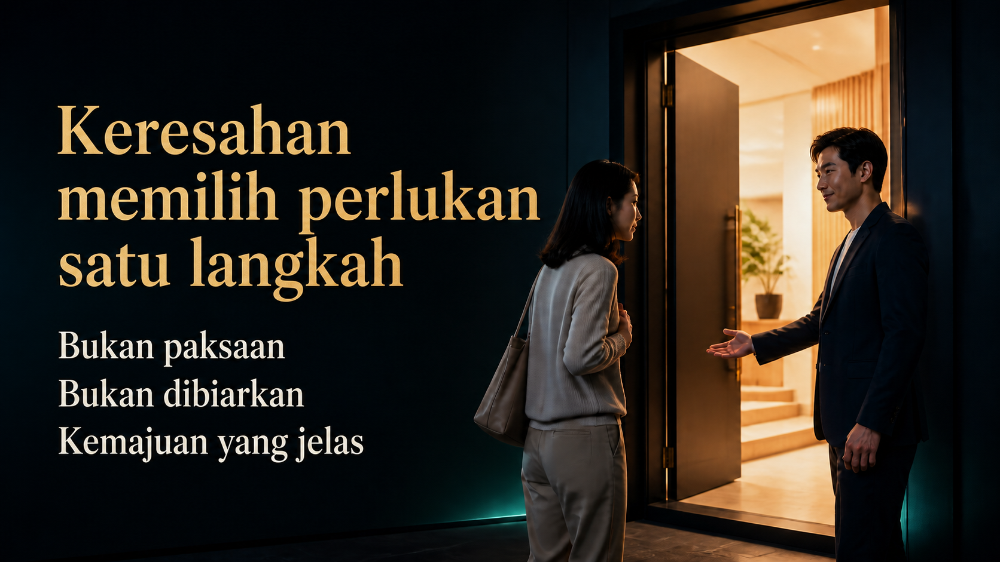 Keresahan
memilih perlukan
satu langkah
Bukan paksaan
Bukan dibiarkan
Kemajuan yang jelas